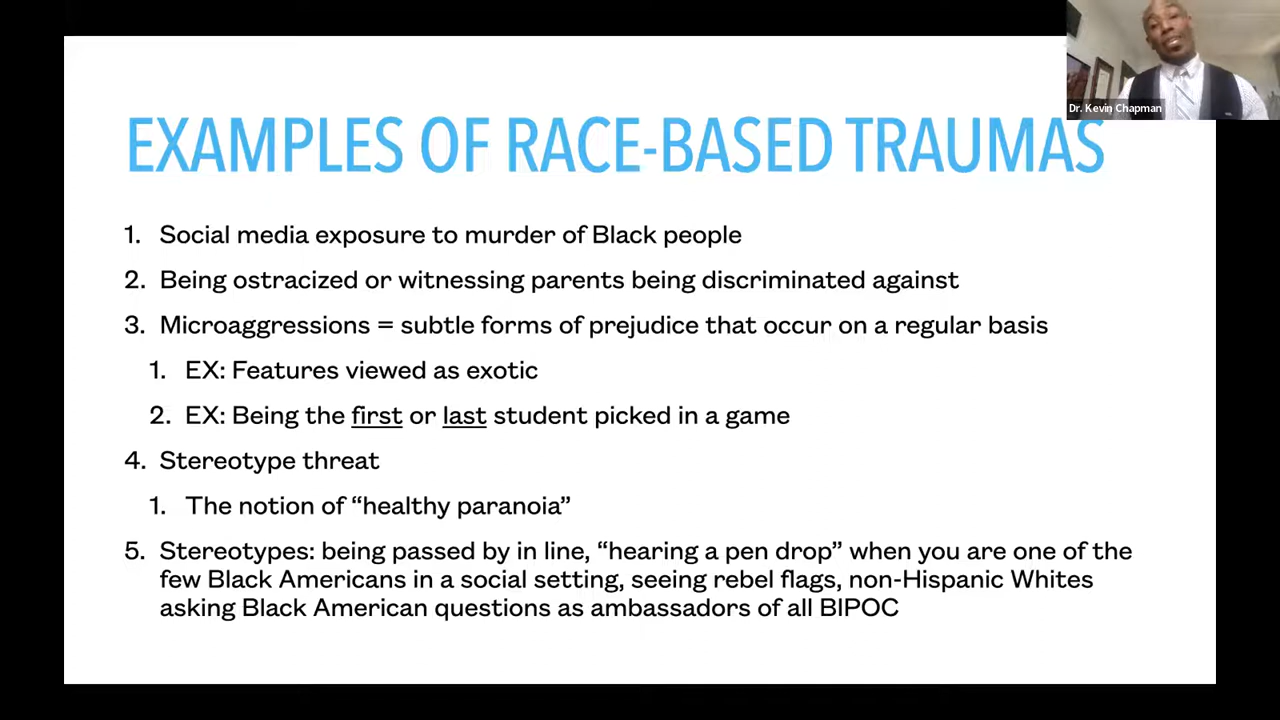 Dr. Kevin Chapman
EXAMPLES OF RACE-BASED TRAUMAS
1. Social media exposure to murder of Black people
2. Being ostracized or witnessing parents being discriminated against
3. Microaggressions = subtle forms of prejudice that occur on a regular basis
1. EX: Features viewed as exotic
2. EX: Being the first or last student picked in a game
4. Stereotype threat
1. The notion of “healthy paranoia”
5. Stereotypes: being passed by in line, “hearing a pen drop” when you are one of the
few Black Americans in a social setting, seeing rebel flags, non-Hispanic Whites
asking Black American questions as ambassadors of all BIPOC